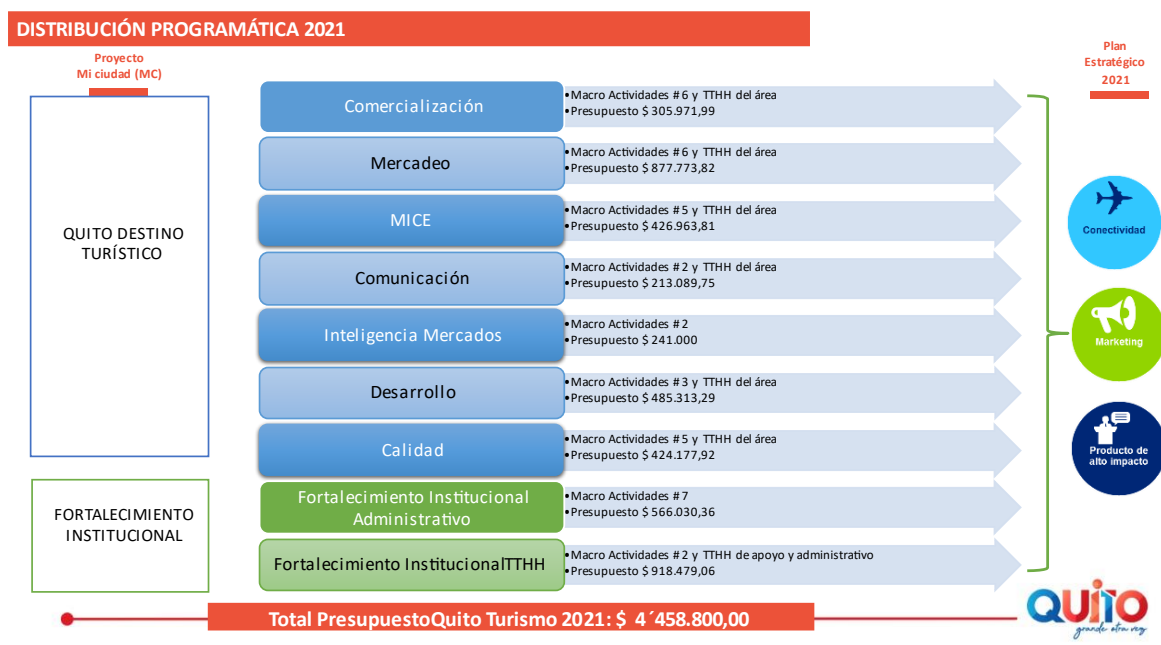 DISTRIBUCIÓN PROGRAMÁTICA 2021
Proyecto
Mi ciudad (MC)
Plan
Estratégico
2021
QUITO DESTINO
TURÍSTICO
Comercialización
•Macro Actividades #6 y TTHH del área
•Presupuesto $ 305.971,99
Mercadeo
•Macro Actividades #6 y TTHH del área
•Presupuesto $ 877.773,82
MICE
•Macro Actividades #5 y TTHH del área
•Presupuesto $ 426.963,81
Comunicación
•Macro Actividades #2 y TTHH del área
•Presupuesto $ 213.089,75
Inteligencia Mercados
•Macro Actividades #2
•Presupuesto $ 241.000
Desarrollo
•Macro Actividades #3 y TTHH del área
•Presupuesto $ 485.313,29
Calidad
•Macro Actividades #5 y TTHH del área
•Presupuesto $ 424.177,92
FORTALECIMIENTO
INSTITUCIONAL
Fortalecimiento Institucional
Administrativo
•Macro Actividades #7
•Presupuesto $ 566.030,36
Fortalecimiento InstitucionalTTHH
•Macro Actividades #2 y TTHH de apoyo y administrativo
•Presupuesto $ 918.479,06
Conectividad
Marketing
Producto de
alto impacto
Total PresupuestoQuito Turismo 2021: $ 4´458.800,00
QUITO
grande otra vez